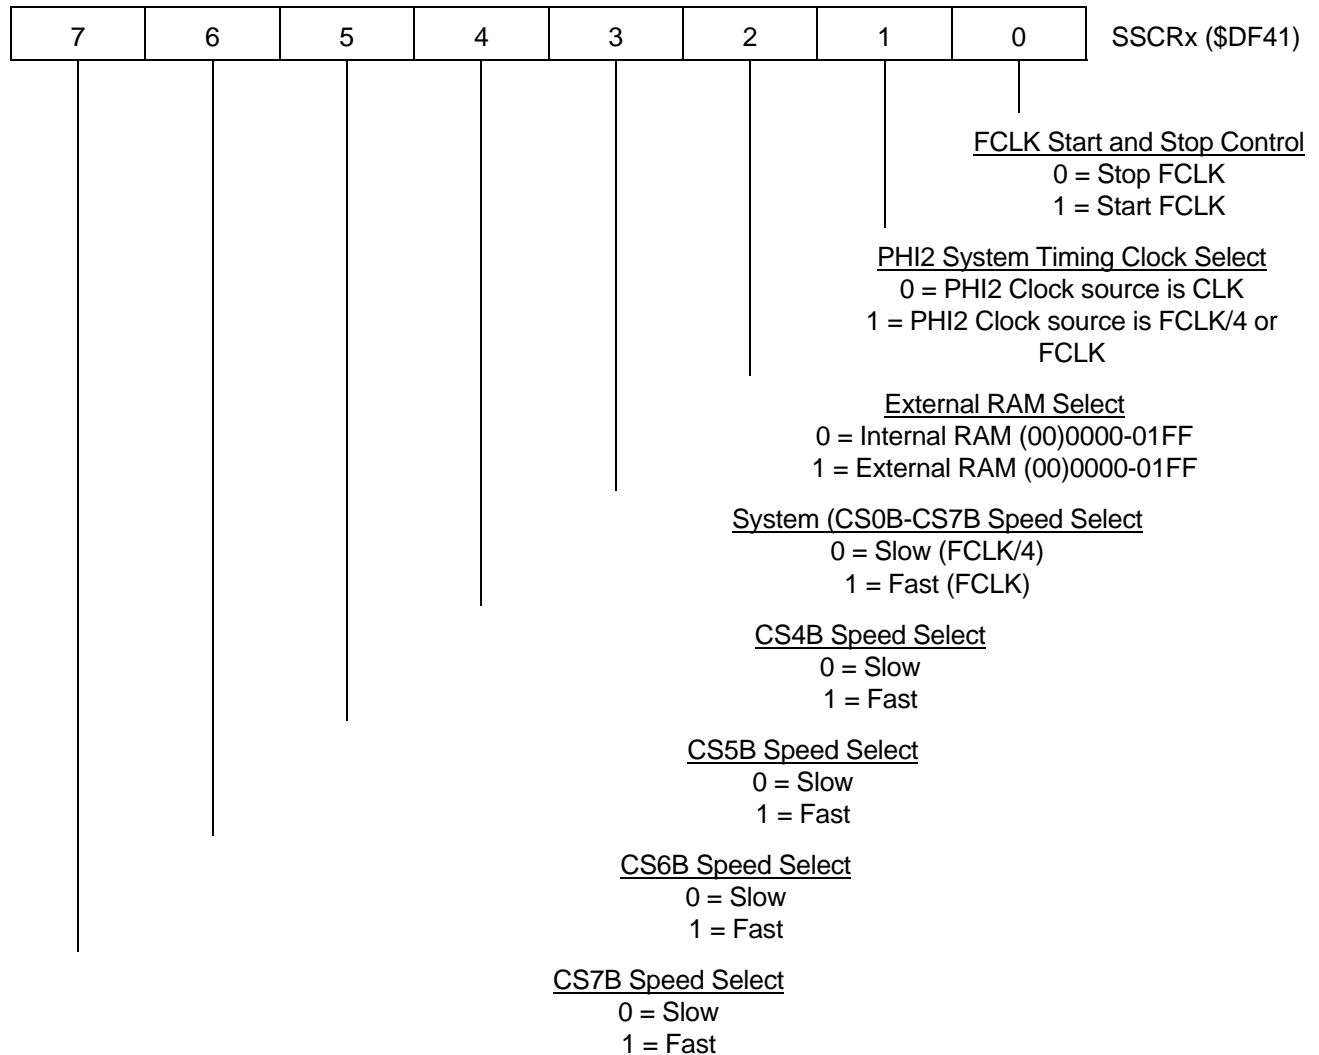 7 6 5 4 3 2 1 0 SSCRx ($DF41)
FCLK Start and Stop Control
0 = Stop FCLK
1 = Start FCLK
PHI2 System Timing Clock Select
0 = PHI2 Clock source is CLK
1 = PHI2 Clock source is FCLK/4 or
FCLK
External RAM Select
0 = Internal RAM (00)0000-01FF
1 = External RAM (00)0000-01FF
System (CS0B-CS7B Speed Select
0 = Slow (FCLK/4)
1 = Fast (FCLK)
CS4B Speed Select
0 = Slow
1 = Fast
CS5B Speed Select
0 = Slow
1 = Fast
CS6B Speed Select
0 = Slow
1 = Fast
CS7B Speed Select
0 = Slow
1 = Fast